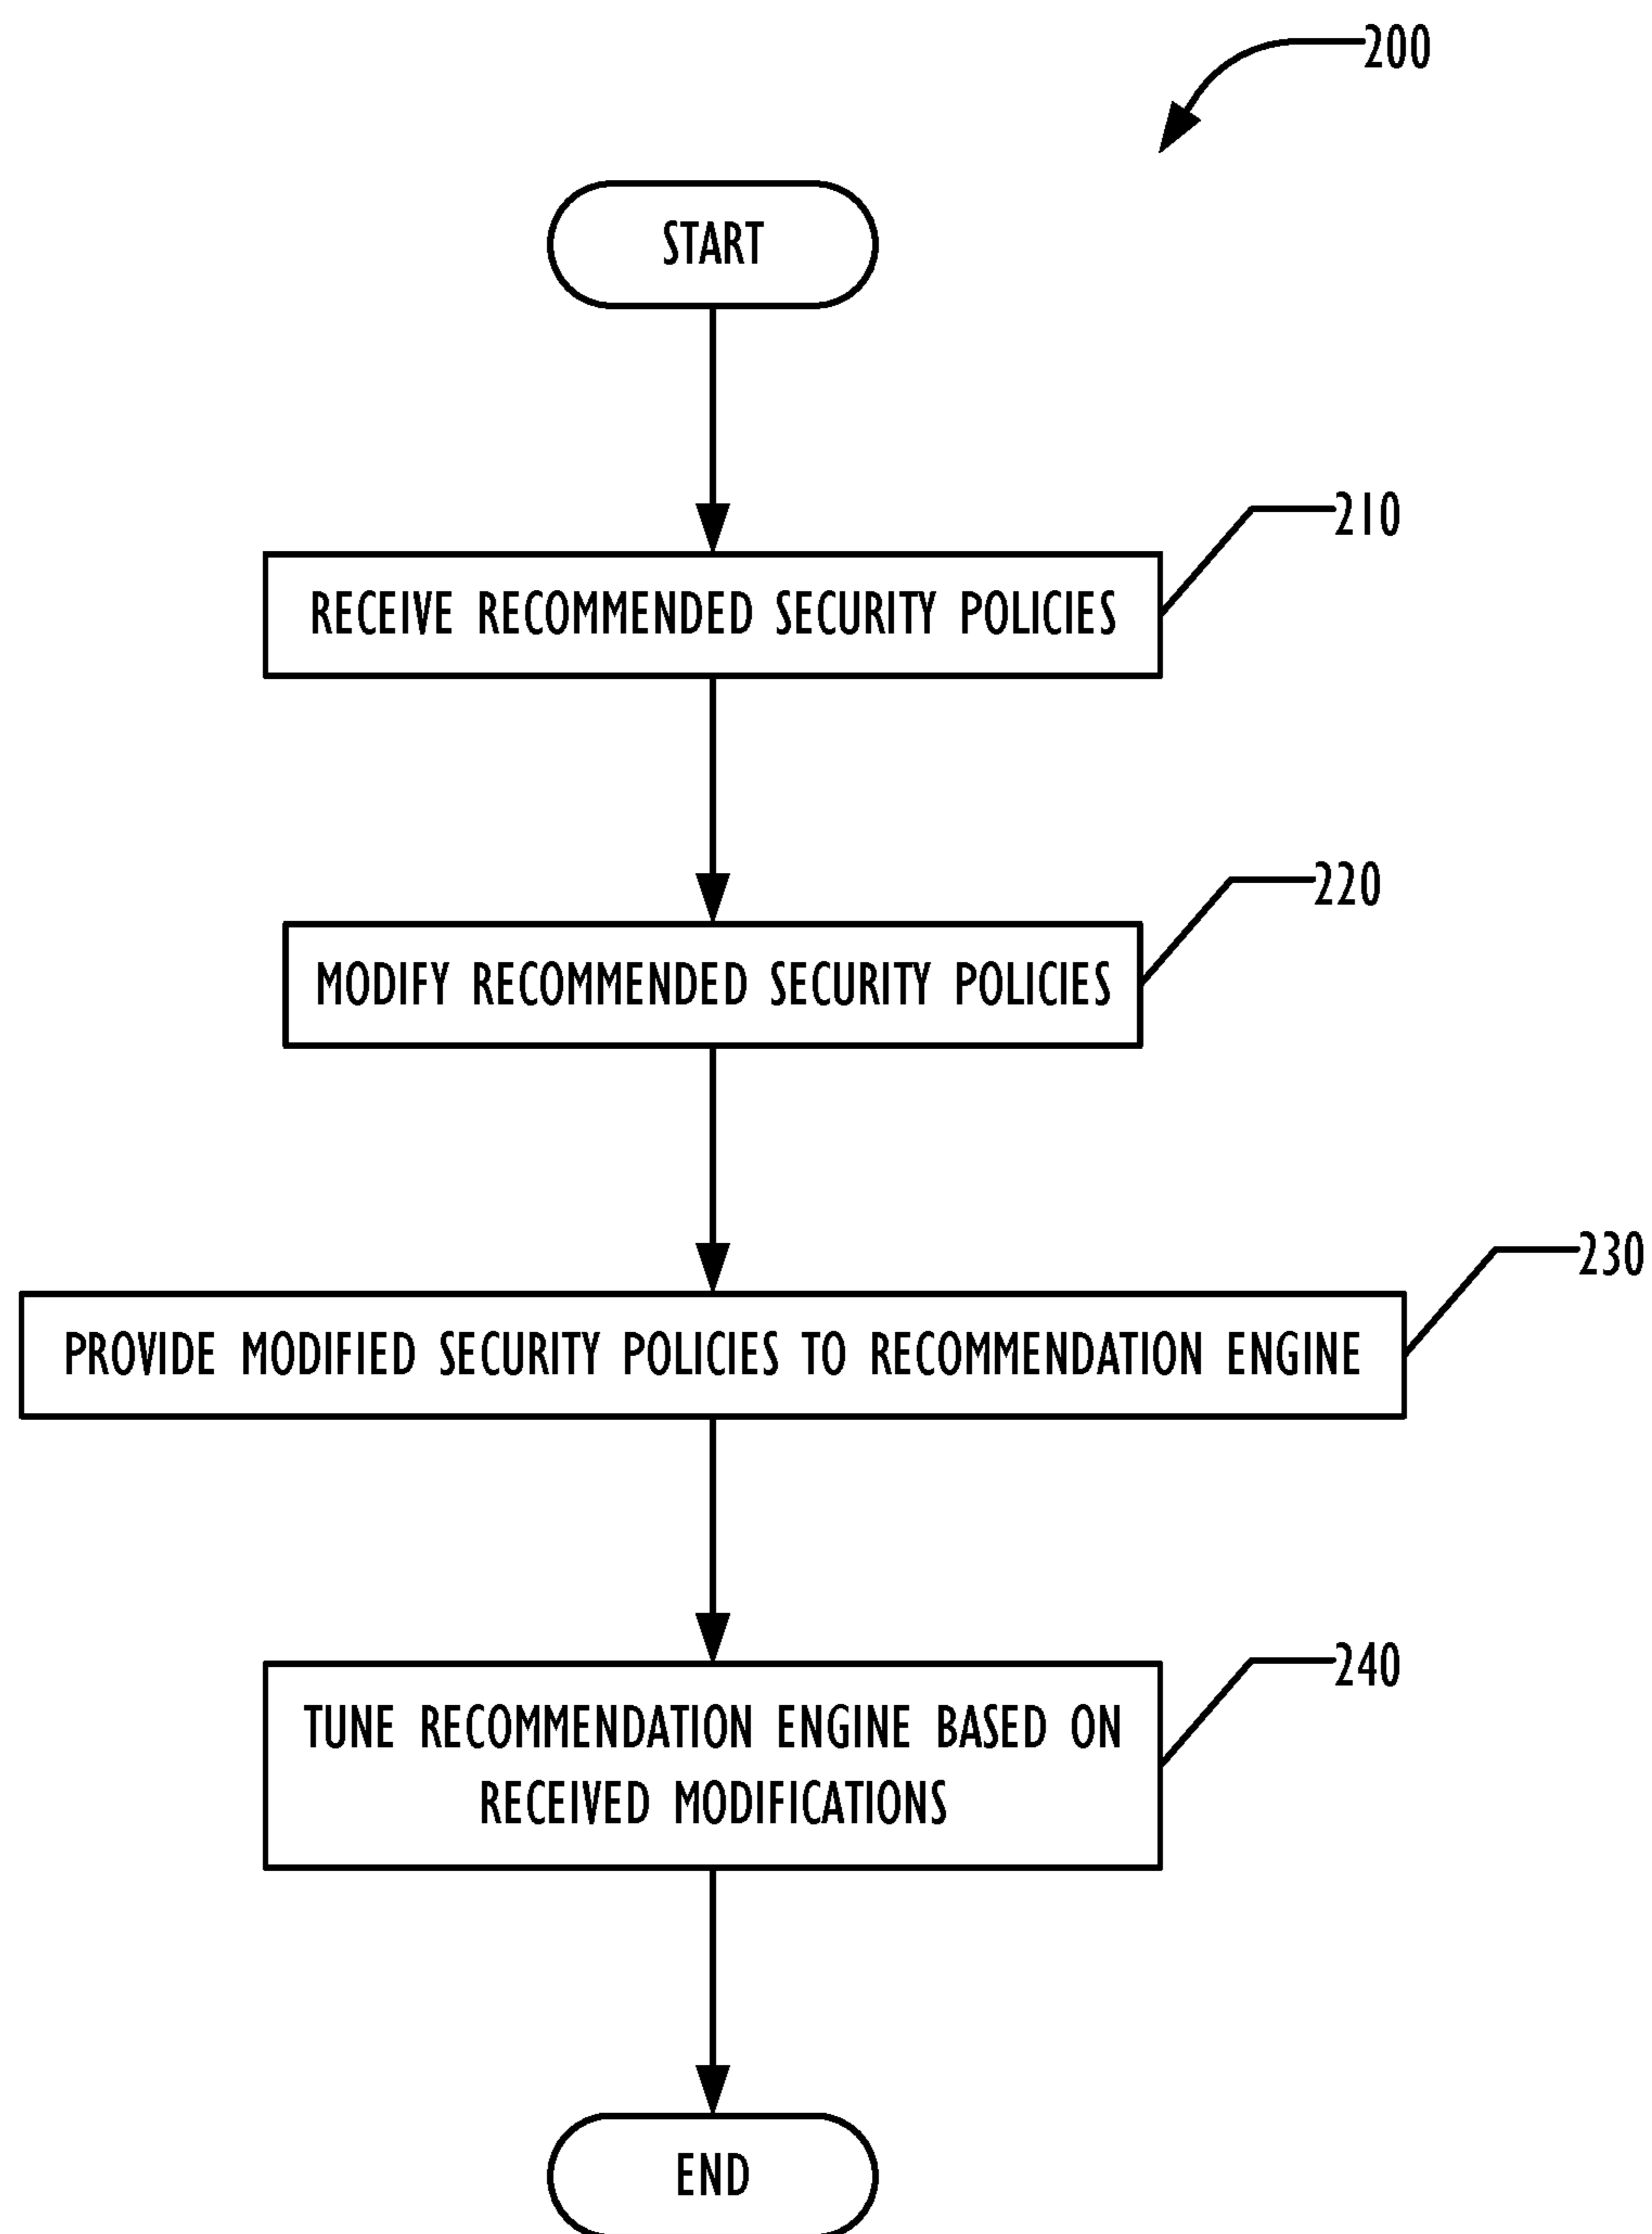 200
START
210
RECEIVE RECOMMENDED SECURITY POLICIES
220
MODIFY RECOMMENDED SECURITY POLICIES
230
PROVIDE MODIFIED SECURITY POLICIES TO RECOMMENDATION ENGINE
240
TUNE RECOMMENDATION ENGINE BASED ON
RECEIVED MODIFICATIONS
END